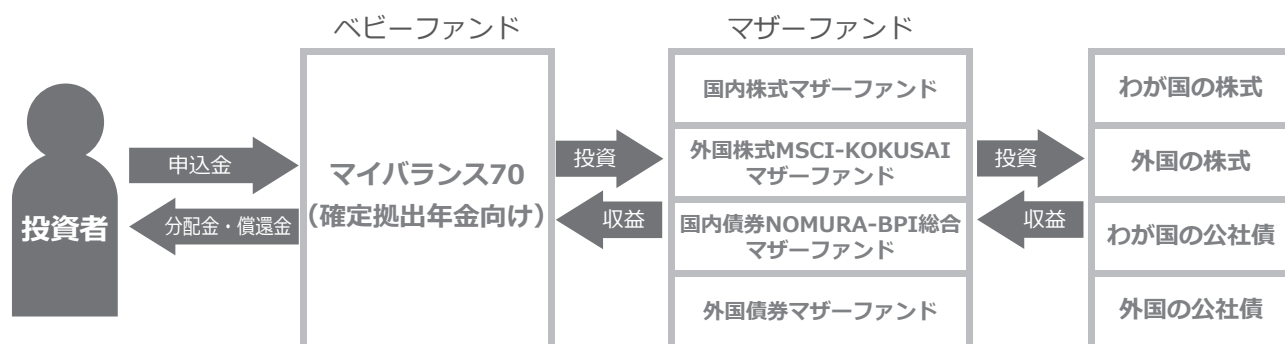 ベビーファンド
マザーファンド
投資者
申込金
分配金・償還金
マイバランス70
（確定拠出年金向け）
投資
収益
国内株式マザーファンド
外国株式MSCI-KOKUSAI
マザーファンド
国内債券NOMURA-BPI総合
マザーファンド
外国債券マザーファンド
投資
収益
わが国の株式
外国の株式
わが国の公社債
外国の公社債